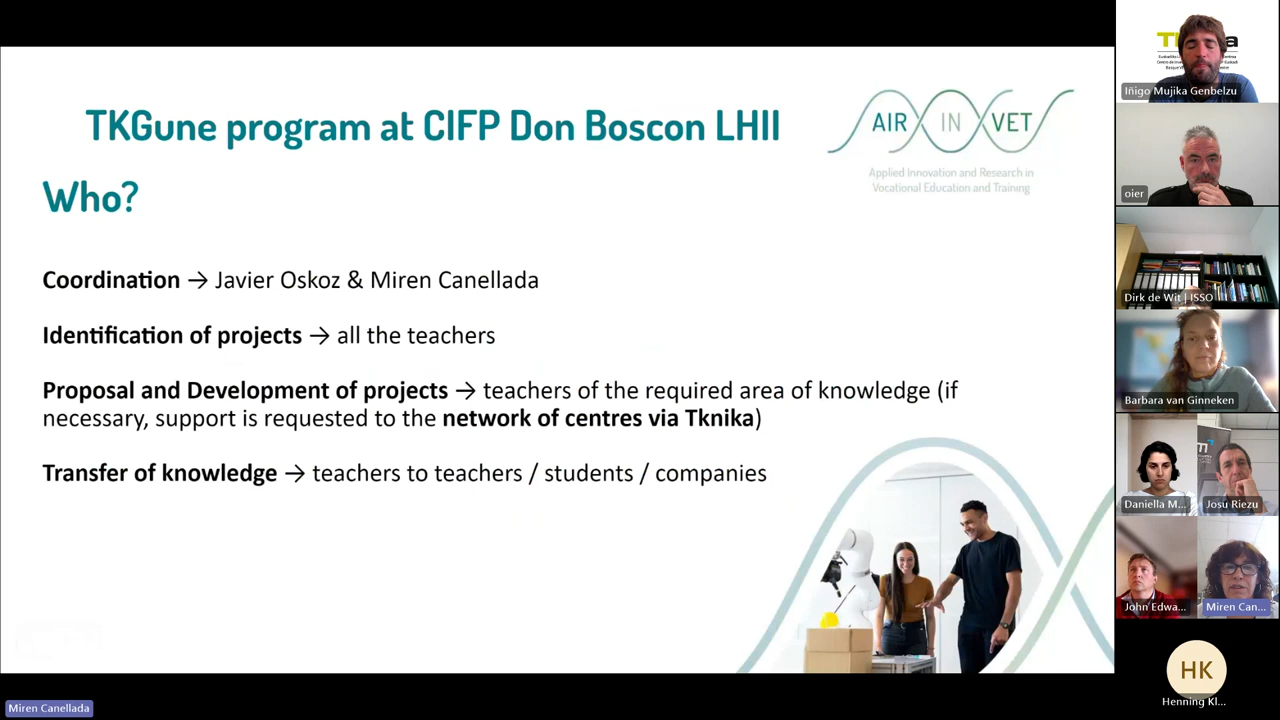 TKGune program at CIFP Don Boscon LHII
AIR IN VET
Applied Innovation and Research in
Vocational Education and Training
Who?
Coordination → Javier Oskoz & Miren Canellada
Identification of projects → all the teachers
Proposal and Development of projects → teachers of the required area of knowledge (if
necessary, support is requested to the network of centres via Tknika)
Transfer of knowledge → teachers to teachers / students / companies
Iñigo Mujika Genbelzu
oier
Dirk de Wit | ISSO
Barbara van Ginneken
Daniella M...
Josu Riezu
John Edwa...
Miren Can...
HK
Henning Kl...
Miren Canellada